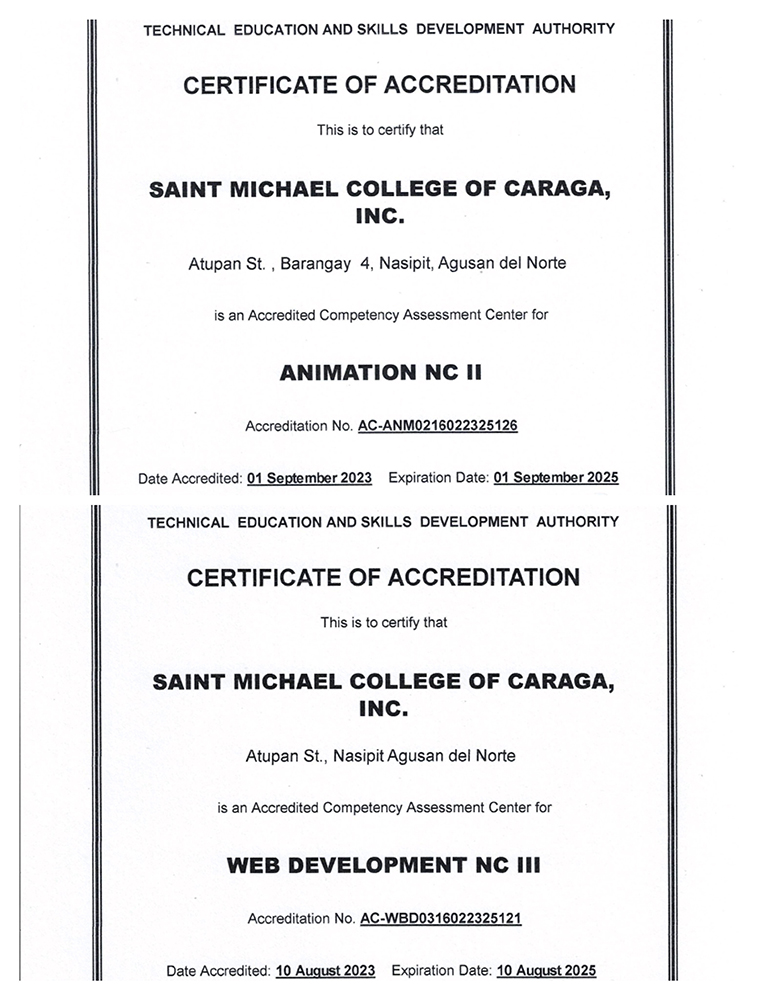 TECHNICAL EDUCATION AND SKILLS DEVELOPMENT AUTHORITY
CERTIFICATE OF ACCREDITATION
This is to certify that
SAINT MICHAEL COLLEGE OF CARAGA,
INC.
Atupan St. , Barangay 4, Nasipit, Agusan del Norte
is an Accredited Competency Assessment Center for
ANIMATION NC II
Accreditation No. AC-ANM0216022325126
Date Accredited: 01 September 2023 Expiration Date: 01 September 2025
TECHNICAL EDUCATION AND SKILLS DEVELOPMENT AUTHORITY
CERTIFICATE OF ACCREDITATION
This is to certify that
SAINT MICHAEL COLLEGE OF CARAGA,
INC.
Atupan St., Nasipit Agusan del Norte
is an Accredited Competency Assessment Center for
WEB DEVELOPMENT NC III
Accreditation No. AC-WBD0316022325121
Date Accredited: 10 August 2023 Expiration Date: 10 August 2025